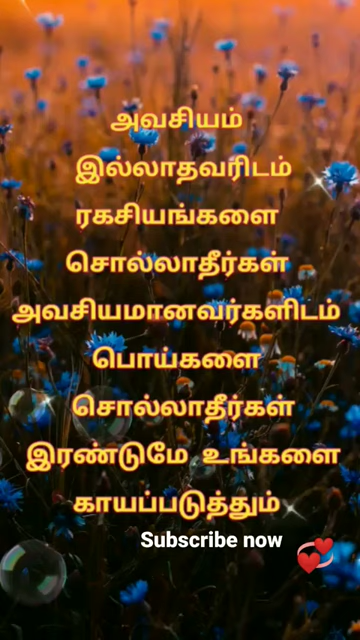 அவசியம்
இல்லாதவரிடம்
ரகசியங்களை
சொல்லாதீர்கள்
அவசியமானவர்களிடம்
பொய்களை
சொல்லாதீர்கள்
இரண்டுமே உங்களை
காயப்படுத்தும்
Subscribe now